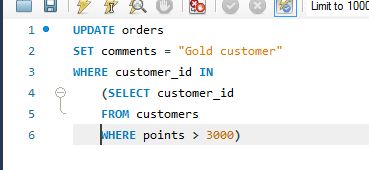 Limit to 1000
1 UPDATE orders
2 SET comments = "Gold customer"
3 WHERE customer_id IN
4 (SELECT customer_id
5 FROM customers
6 WHERE points > 3000)